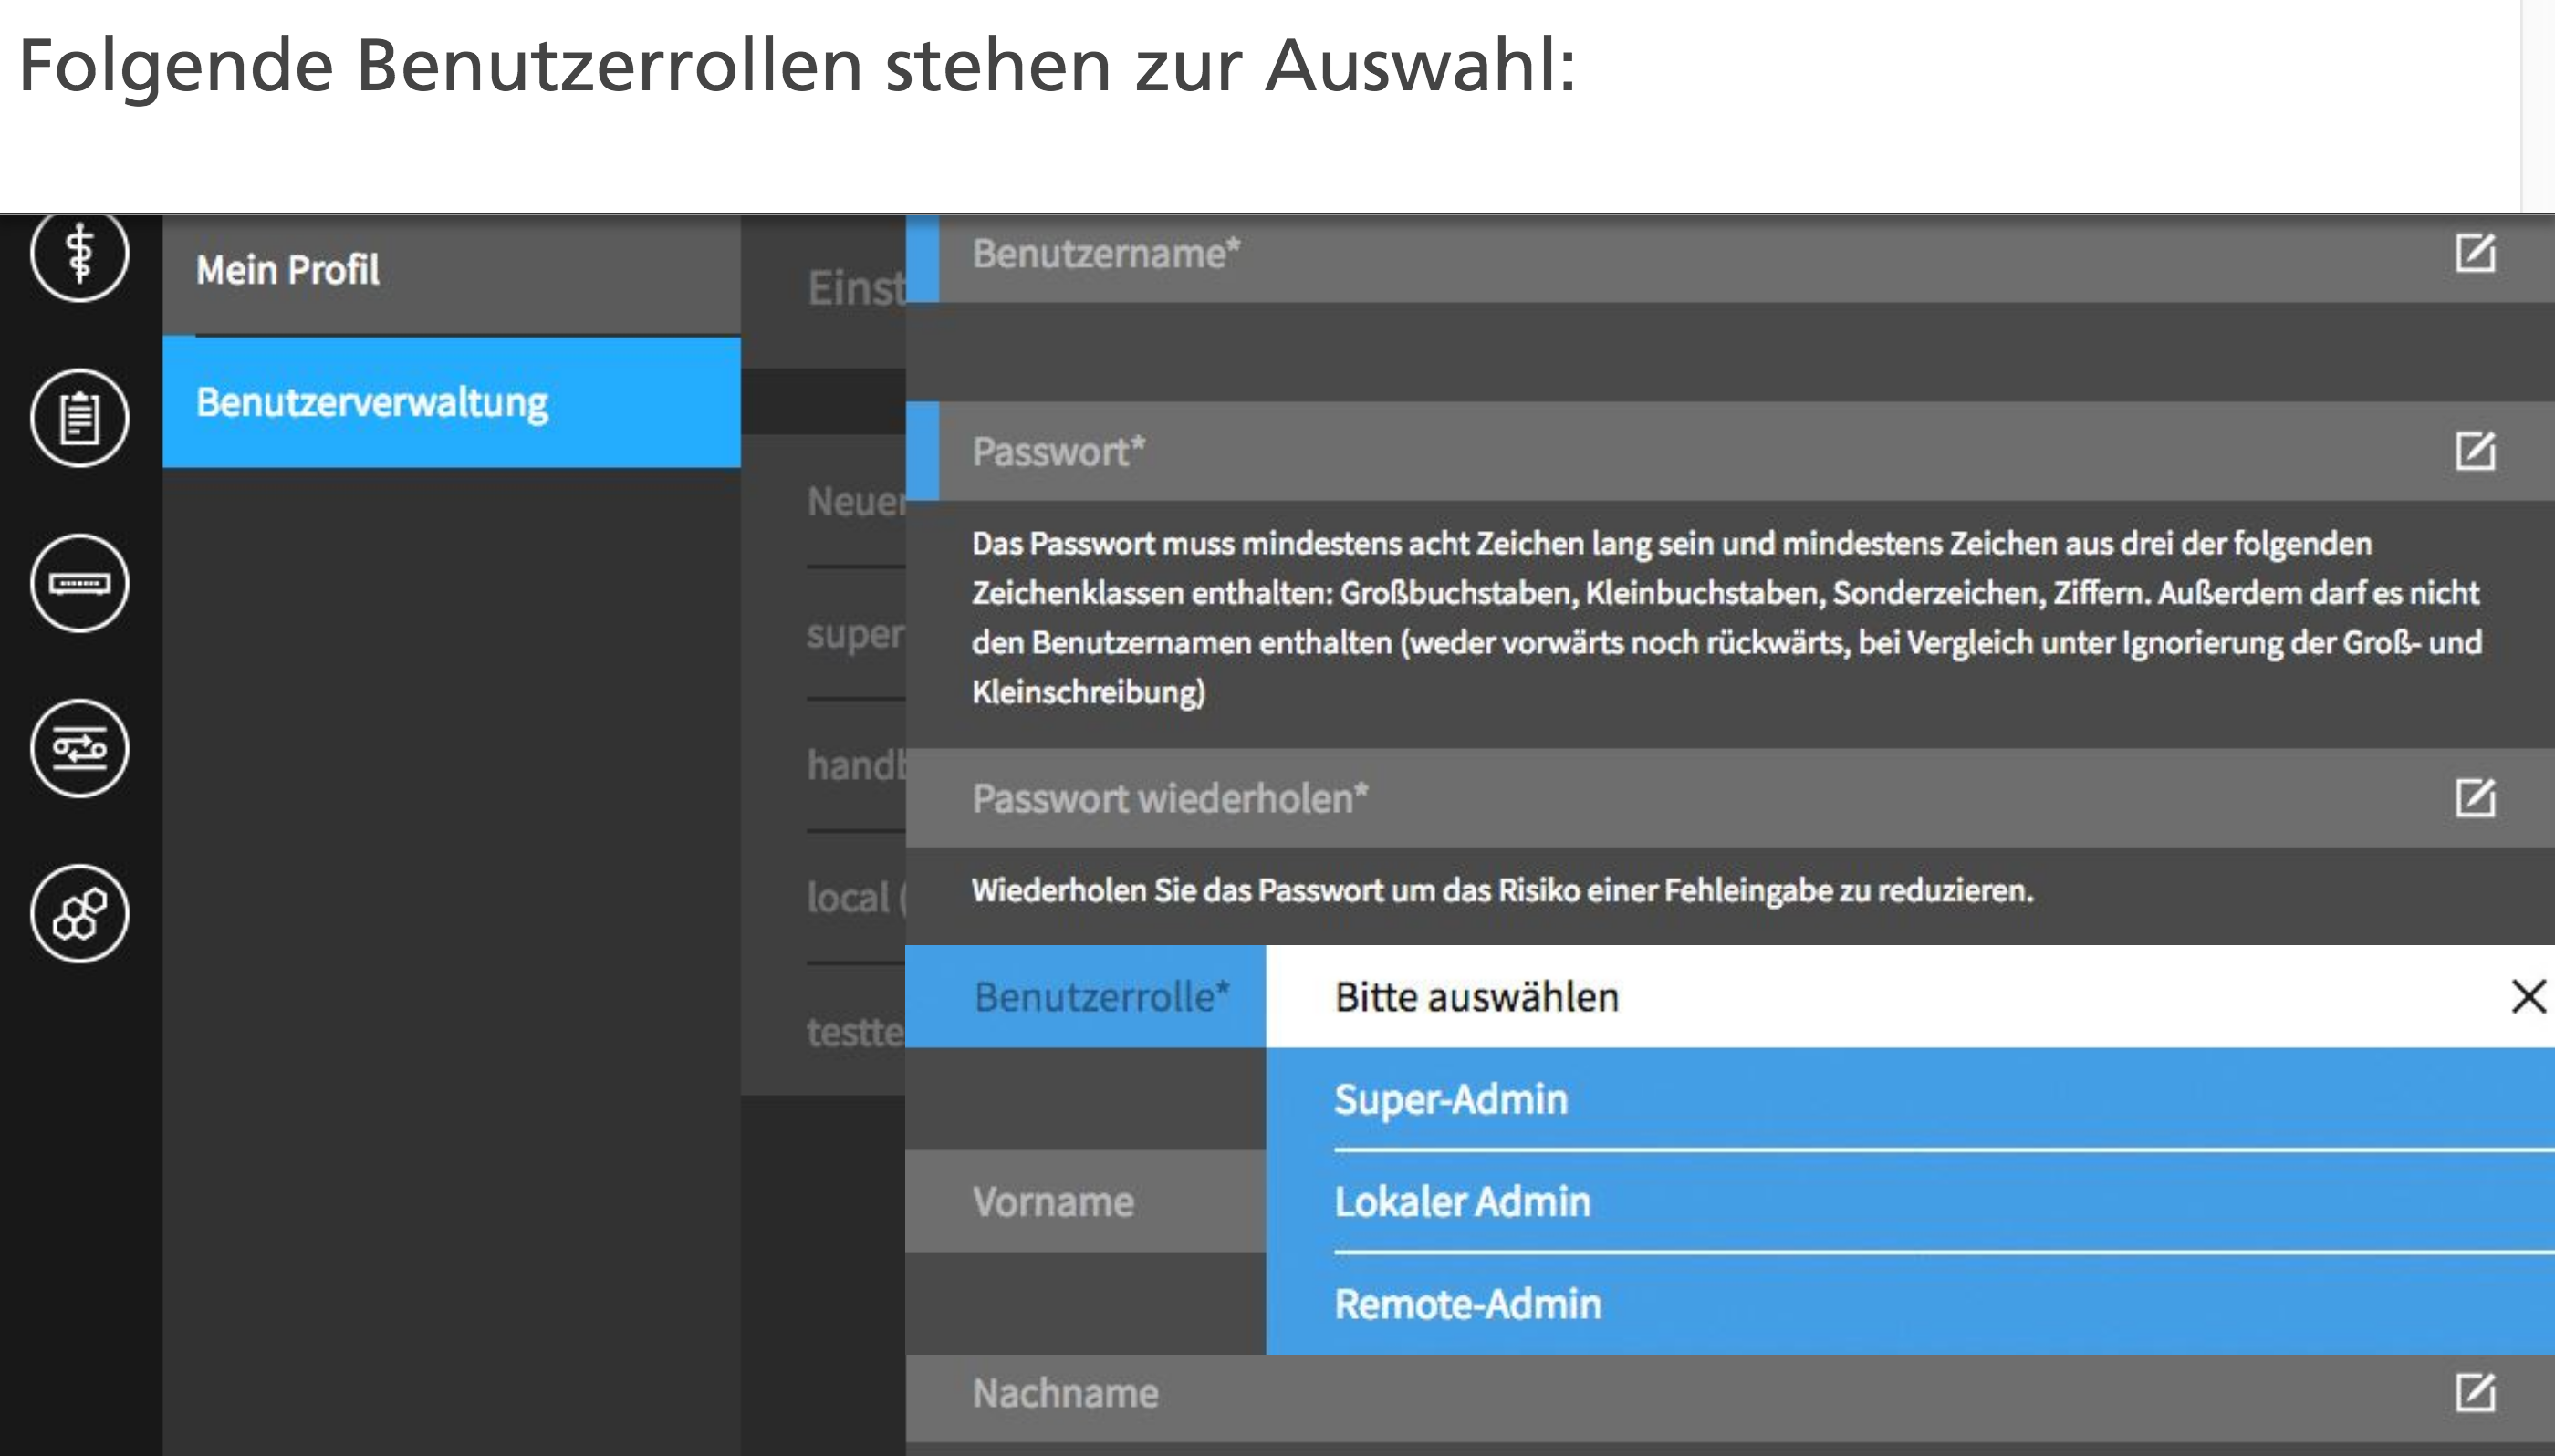 Folgende Benutzerrollen stehen zur Auswahl:
Mein Profil
Benutzerverwaltung
Einst
Neuer
super
local (
testte
Benutzername*
Passwort*
Das Passwort muss mindestens acht Zeichen lang sein und mindestens Zeichen aus drei der folgenden
Zeichenklassen enthalten: Großbuchstaben, Kleinbuchstaben, Sonderzeichen, Ziffern. Außerdem darf es nicht
den Benutzernamen enthalten (weder vorwärts noch rückwärts, bei Vergleich unter Ignorierung der Groß- und
Kleinschreibung)
Passwort wiederholen*
Wiederholen Sie das Passwort um das Risiko einer Fehleingabe zu reduzieren.
Benutzerrolle*
Bitte auswählen
Super-Admin
Lokaler Admin
Remote-Admin
Vorname
Nachname